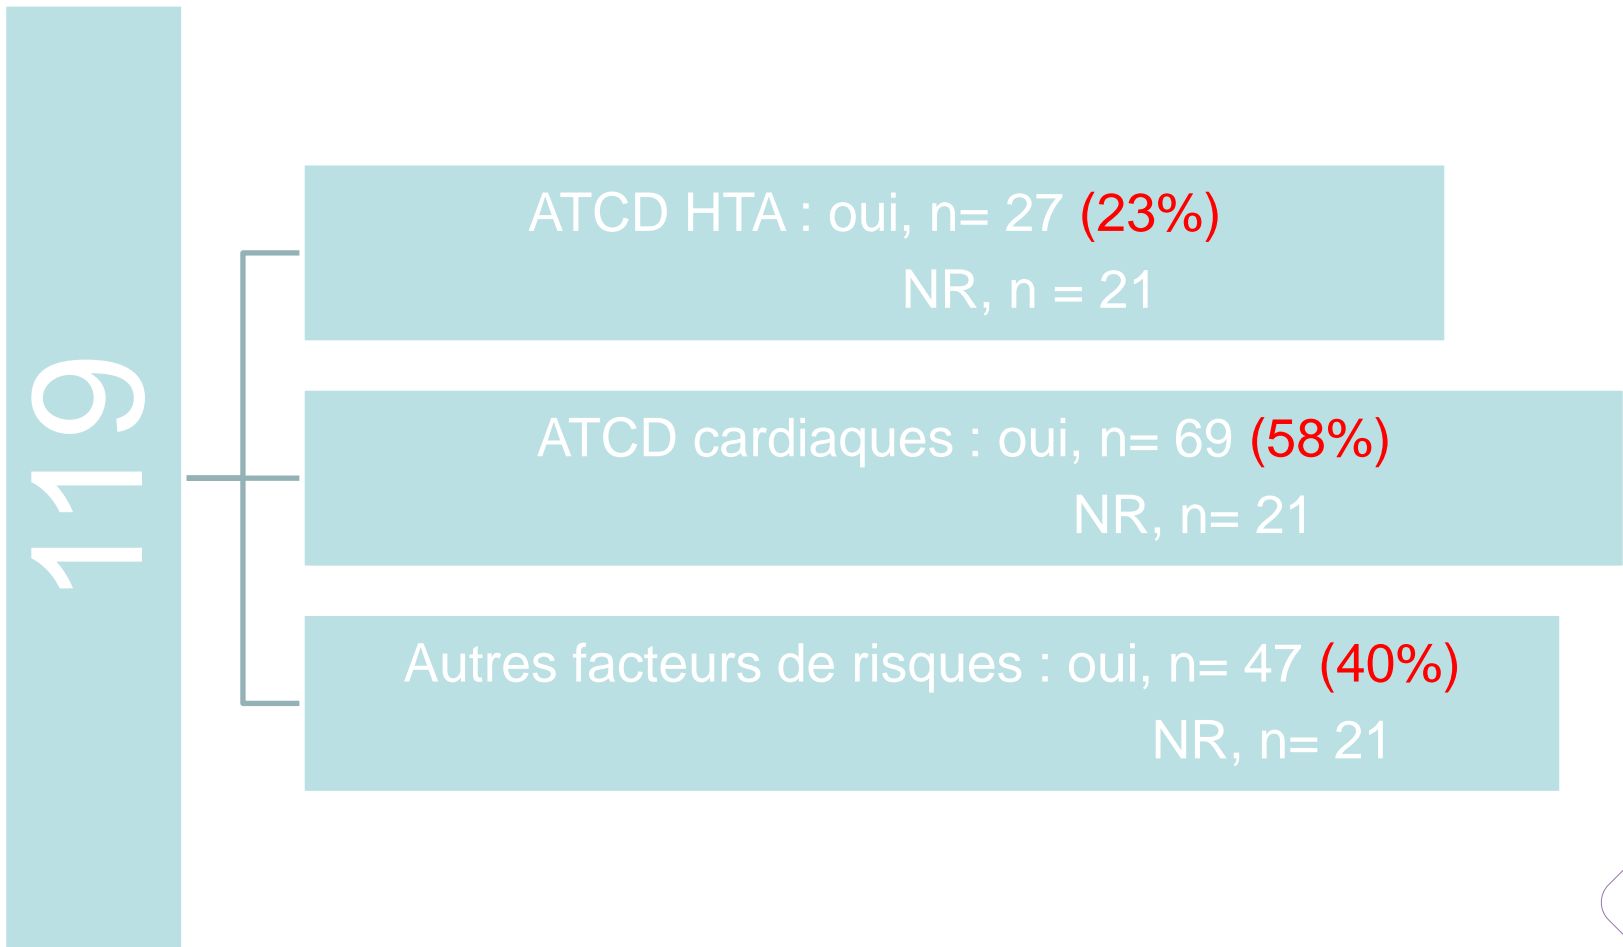 119
ATCD HTA : oui, n= 27 (23%)
NR, n = 21
ATCD cardiaques : oui, n= 69 (58%)
NR, n= 21
Autres facteurs de risques : oui, n= 47 (40%)
NR, n= 21